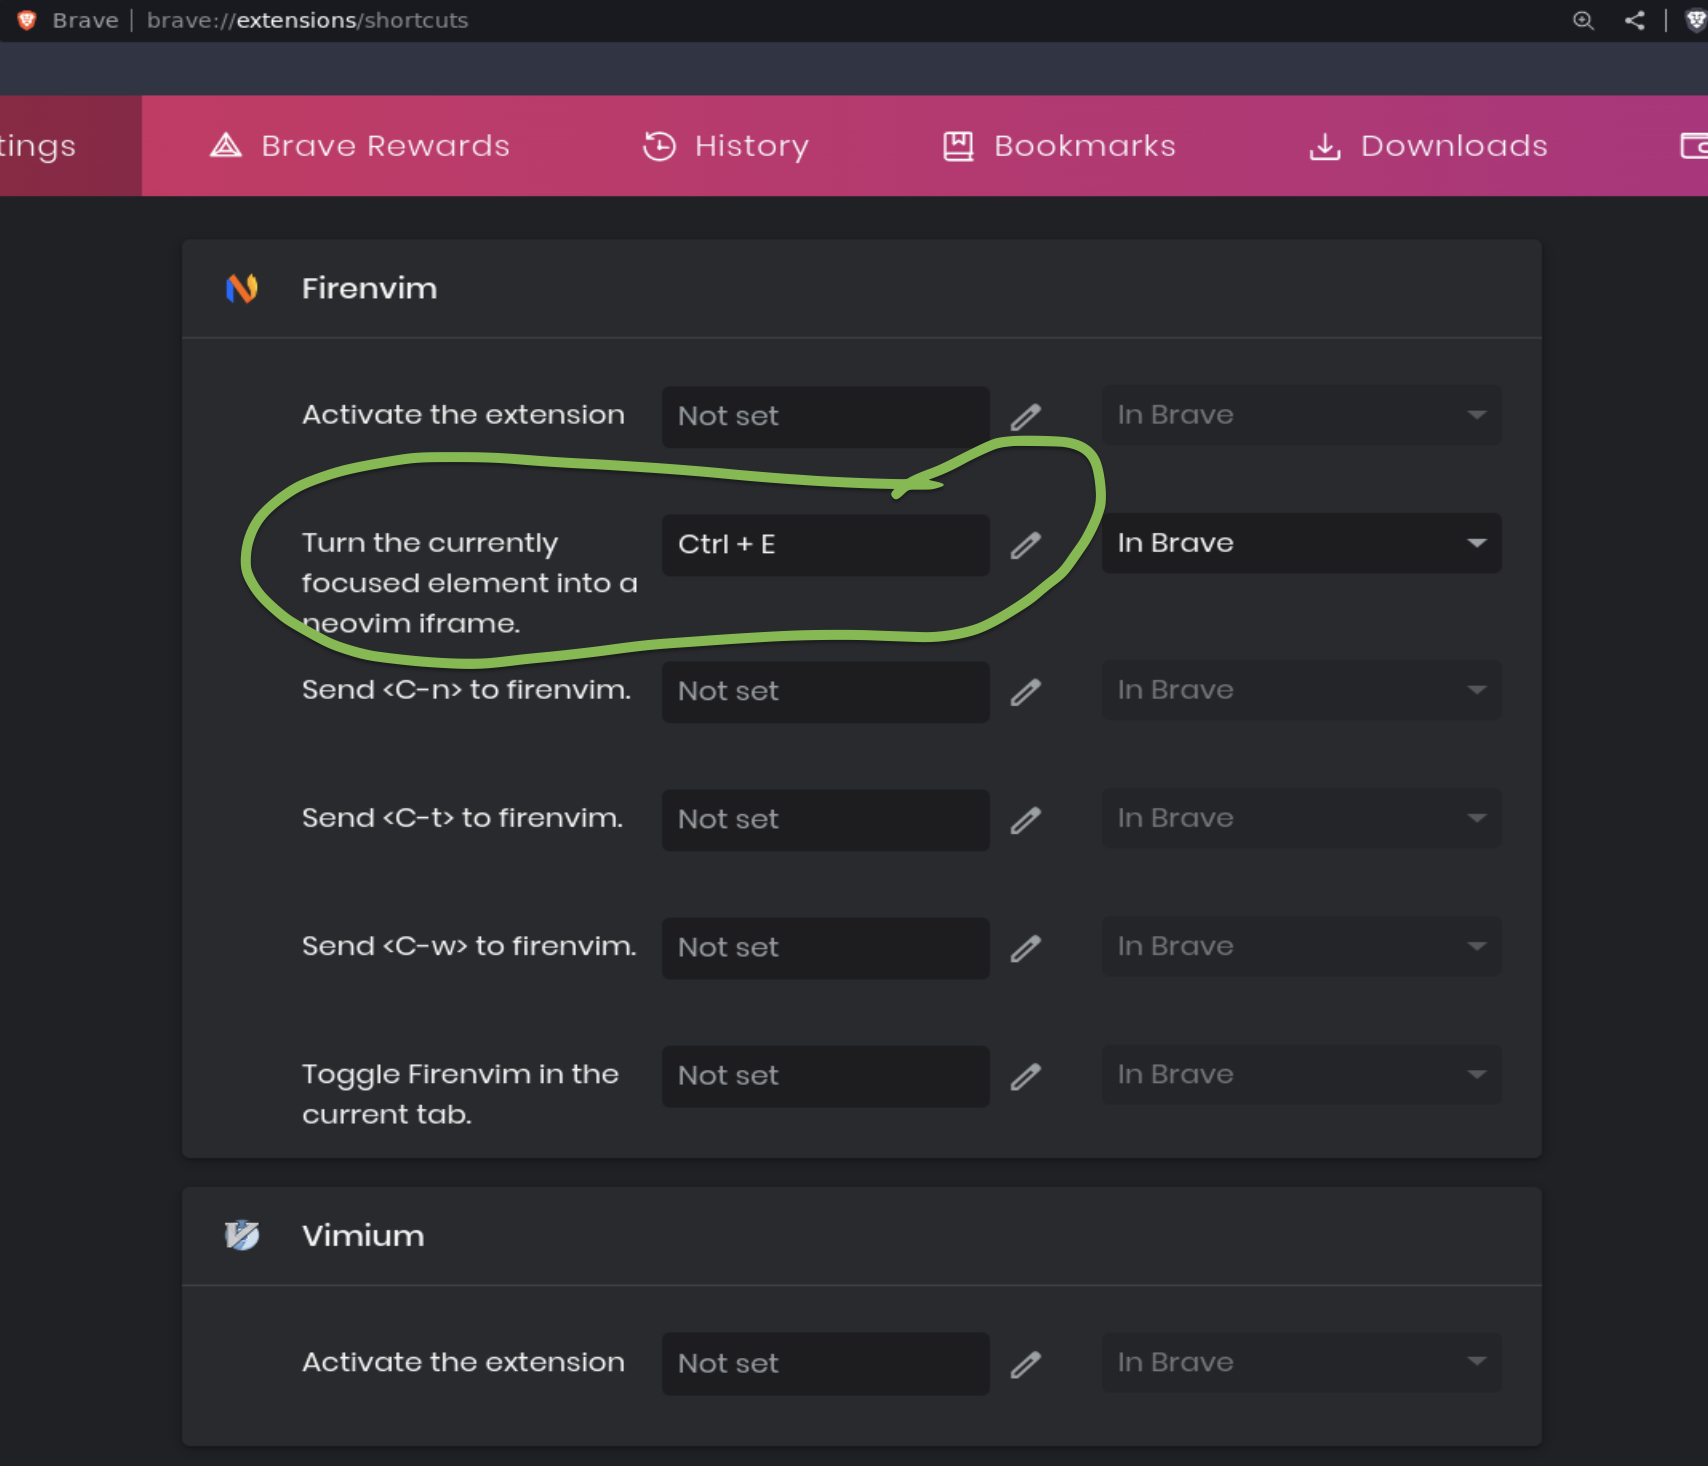 Brave | brave://extensions/shortcuts
tings Brave Rewards History Bookmarks Downloads
Firenvim
Activate the extension Not set In Brave
Turn the currently Ctrl + E In Brave
focused element into a
neovim iframe.
Send <C-n> to firenvim. Not set In Brave
Send <C-t> to firenvim. Not set In Brave
Send <C-w> to firenvim. Not set In Brave
Toggle Firenvim in the Not set In Brave
current tab.
Vimium
Activate the extension Not set In Brave